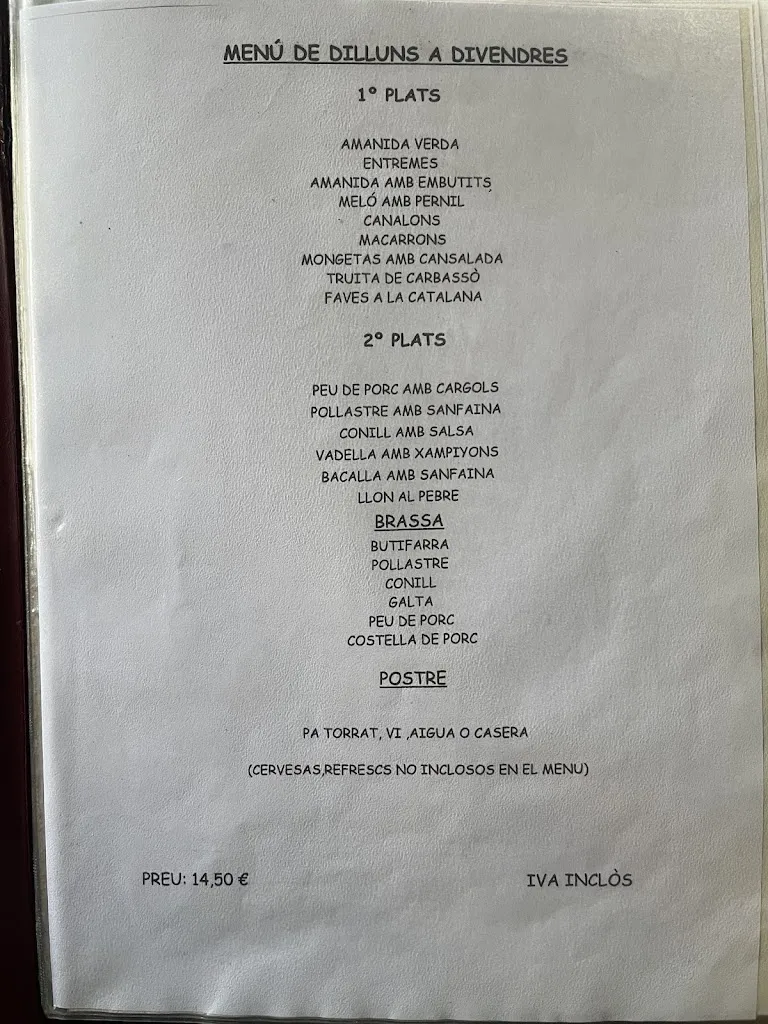 MENÚ DE DILLUNS A DIVENDRES
1º PLATS
AMANIDA VERDA
ENTREMES
AMANIDA AMB EMBUTITS
MELÓ AMB PERNIL
CANALONS
MACARRONS
MONGETAS AMB CANSALADA
TRUITA DE CARBASSÒ
FAVES A LA CATALANA
2º PLATS
PEU DE PORC AMB CARGOLS
POLLASTRE AMB SANFAINA
CONILL AMB SALSA
VADELLA AMB XAMPIYONS
BACALLA AMB SANFAINA
LLON AL PEBRE
BRASSA
BUTIFARRA
POLLASTRE
CONILL
GALTA
PEU DE PORC
COSTELLA DE PORC
POSTRE
PA TORRAT, VI ,AIGUA O CASERA
(CERVESAS,REFRESCS NO INCLOSOS EN EL MENU)
PREU: 14,50 € IVA INCLÒS